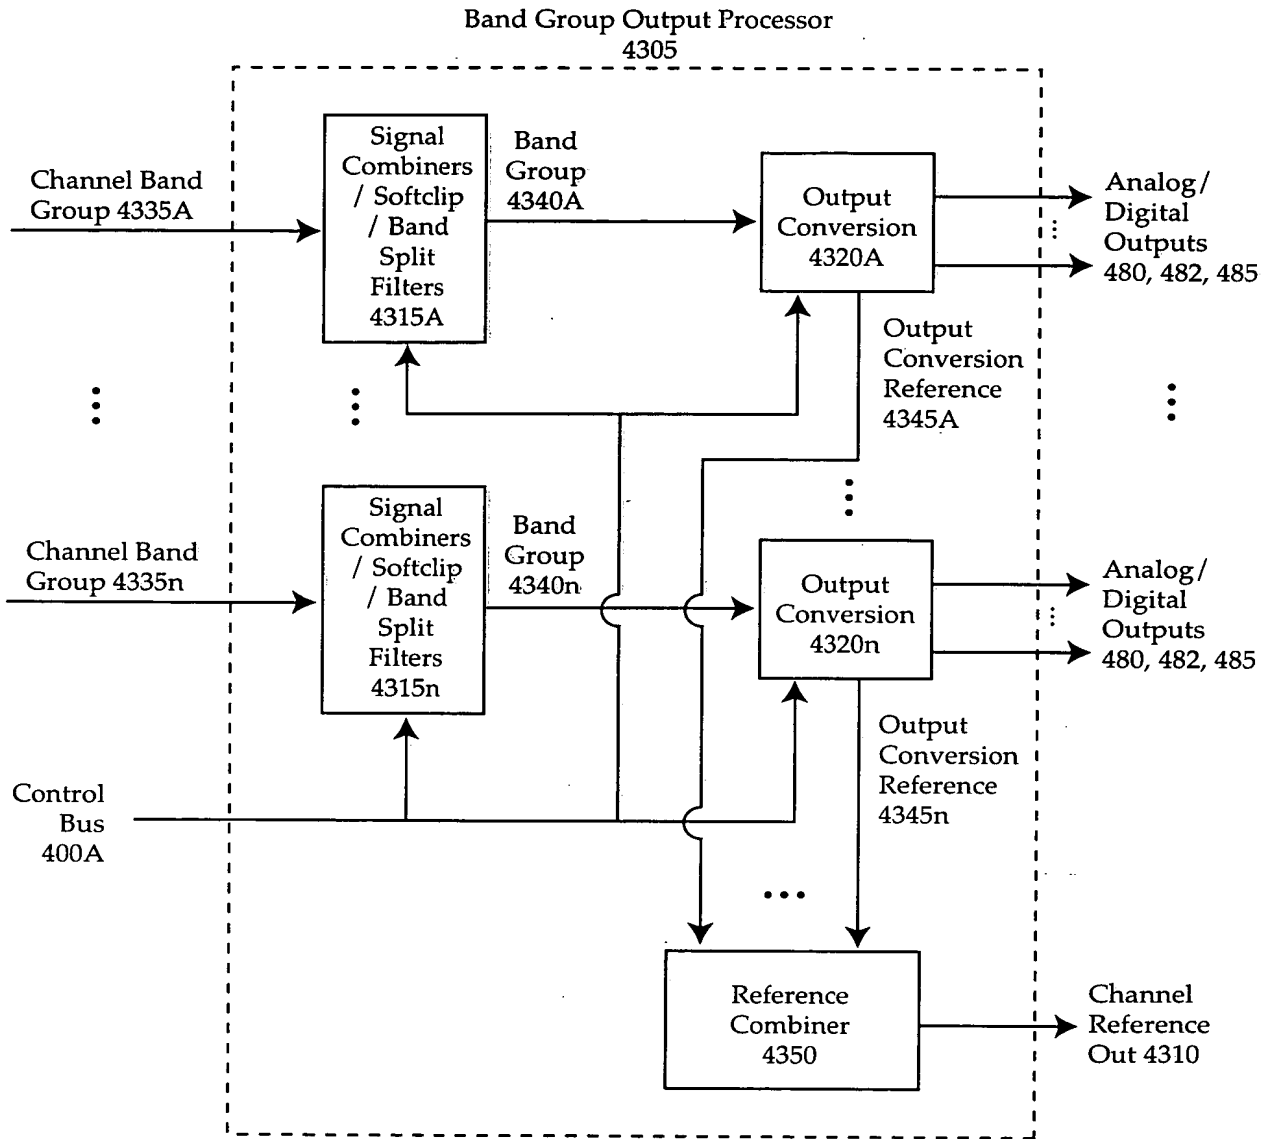 Band Group Output Processor
4305
Signal
Combiners
/ Softclip
/ Band
Split
Filters
4315A
Band
Group
4340A
Channel Band
Group 4335A
Output
Conversion
4320A
Analog/
Digital
Outputs
480, 482, 485
Output
Conversion
Reference
4345A
Signal
Combiners
/ Softclip
/ Band
Split
Filters
4315n
Band
Group
4340n
Channel Band
Group 4335n
Output
Conversion
4320n
Analog/
Digital
Outputs
480, 482, 485
Output
Conversion
Reference
4345n
Control
Bus
400A
Reference
Combiner
4350
Channel
Reference
Out 4310